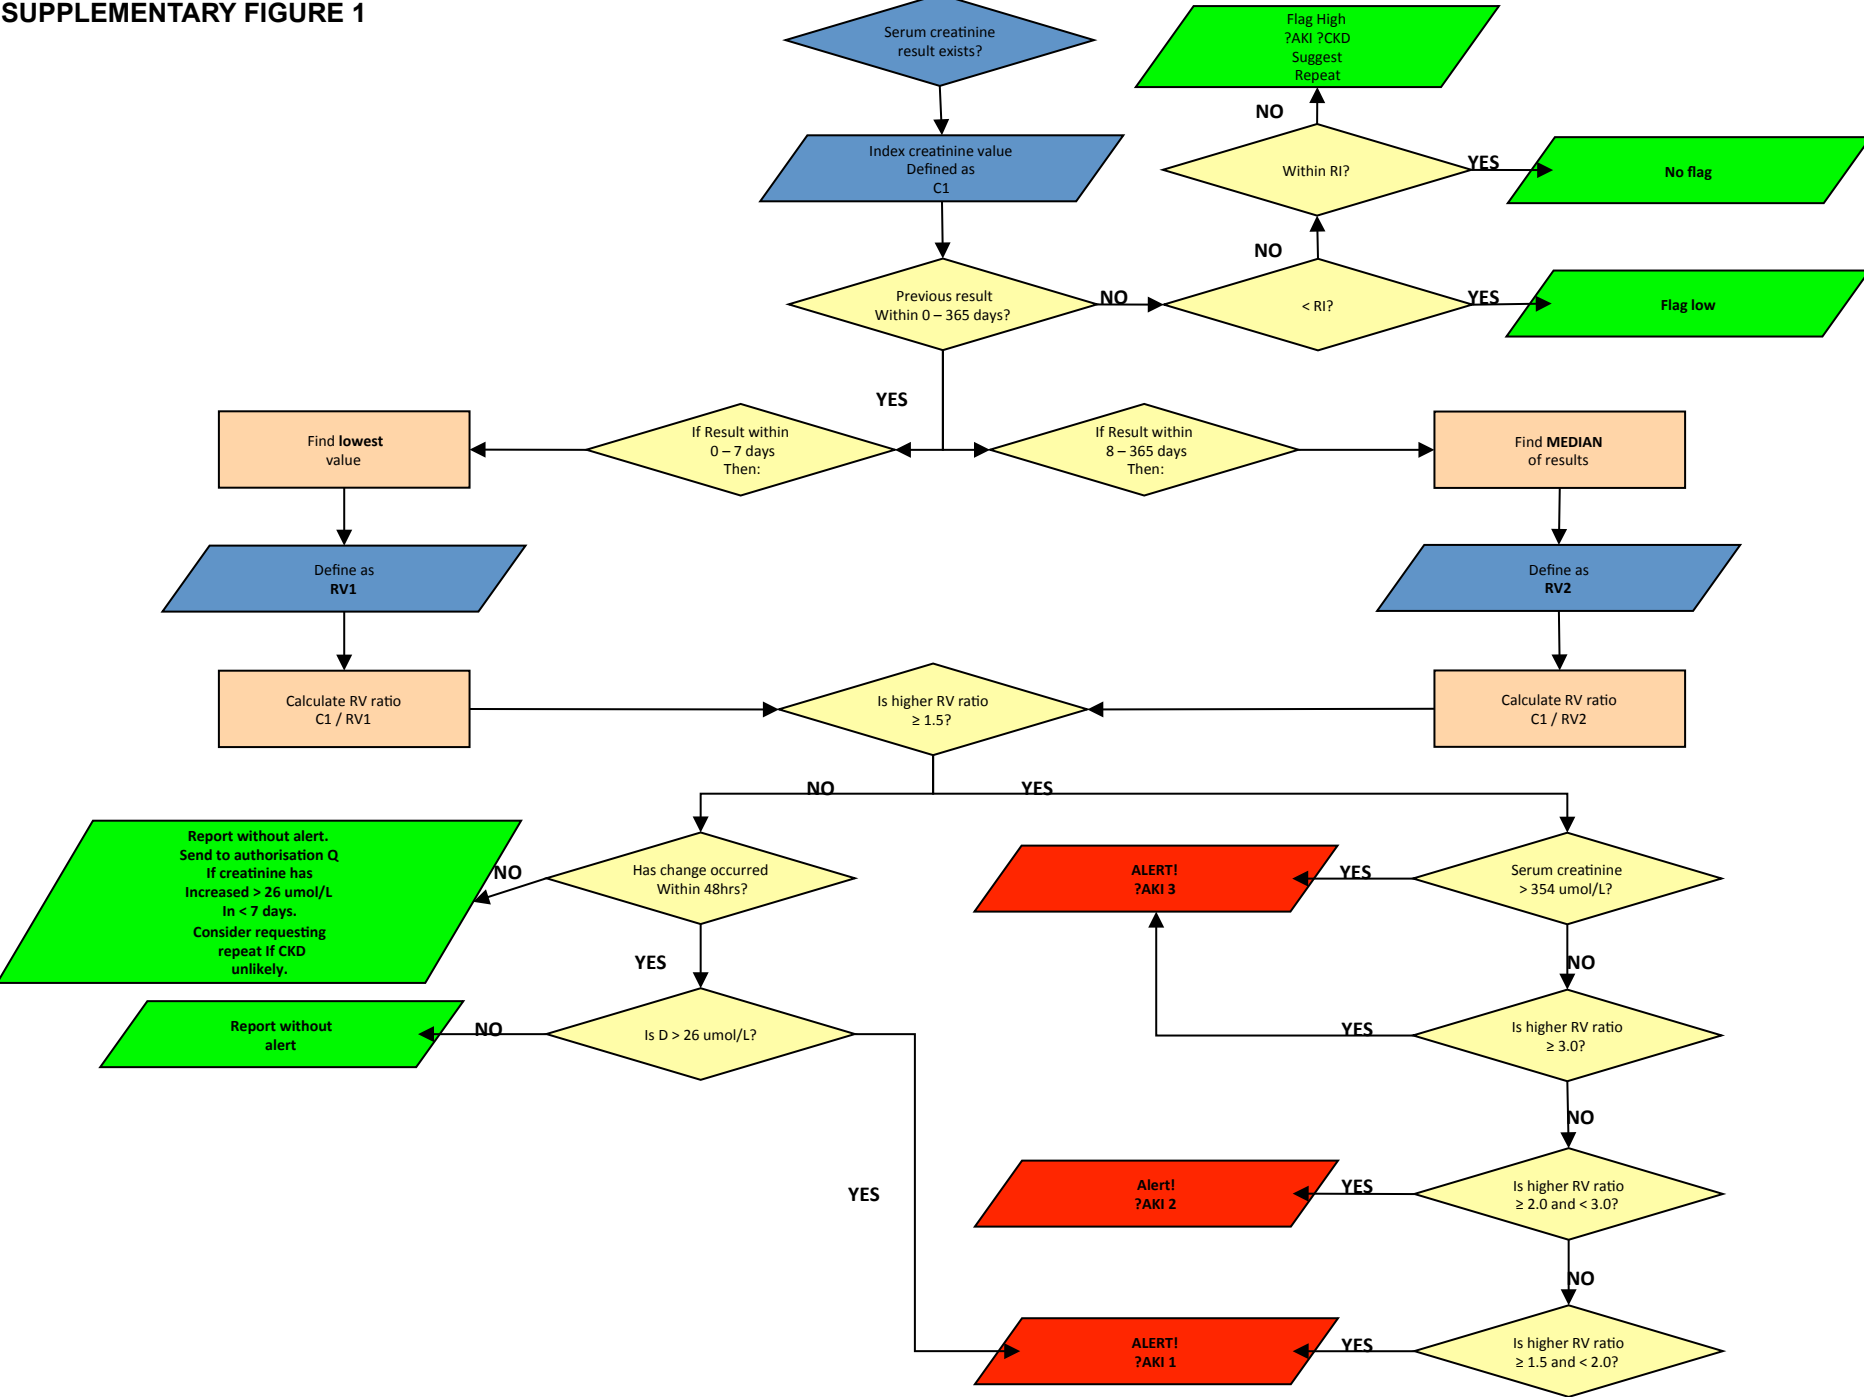 SUPPLEMENTARY FIGURE 1
Serum creatinine
result exists?
Flag High
?AKI ?CKD
Suggest
Repeat
NO
Index creatinine value
Defined as
C1
Within RI?
YES
No flag
NO
Previous result
Within 0 – 365 days?
NO
< RI?
YES
Flag low
YES
Find lowest
value
If Result within
0 – 7 days
Then:
If Result within
8 – 365 days
Then:
Find MEDIAN
of results
Define as
RV1
Define as
RV2
Calculate RV ratio
C1 / RV1
Is higher RV ratio
≥ 1.5?
Calculate RV ratio
C1 / RV2
NO
YES
Report without alert.
Send to authorisation Q
If creatinine has
Increased > 26 umol/L
In < 7 days.
Consider requesting
repeat If CKD
unlikely.
NO
Has change occurred
Within 48hrs?
ALERT!
?AKI 3
YES
Serum creatinine
> 354 umol/L?
YES
NO
Report without
alert
NO
Is D > 26 umol/L?
YES
Is higher RV ratio
≥ 3.0?
NO
YES
Alert!
?AKI 2
YES
Is higher RV ratio
≥ 2.0 and < 3.0?
NO
ALERT!
?AKI 1
YES
Is higher RV ratio
≥ 1.5 and < 2.0?